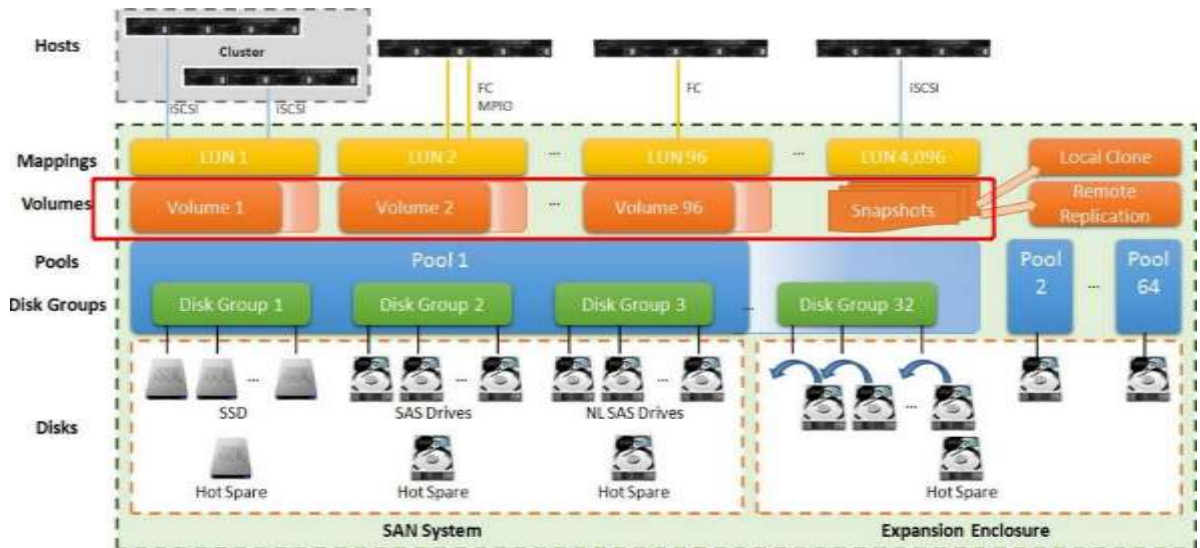 Hosts
Cluster
iSCSI
iSCSI
FC
MPIO
FC
iSCSI
Mappings
LUN 1
LUN 2
...
LUN 96
...
LUN 4,096
Local Clone
Volumes
Volume 1
Volume 2
...
Volume 96
Snapshots
Remote
Replication
Pools
Pool 1
Pool
2
...
Pool
64
Disk Groups
Disk Group 1
Disk Group 2
Disk Group 3
...
Disk Group 32
Disks
...
SSD
...
SAS Drives
...
NL SAS Drives
...
Hot Spare
Hot Spare
Hot Spare
Hot Spare
SAN System
Expansion Enclosure